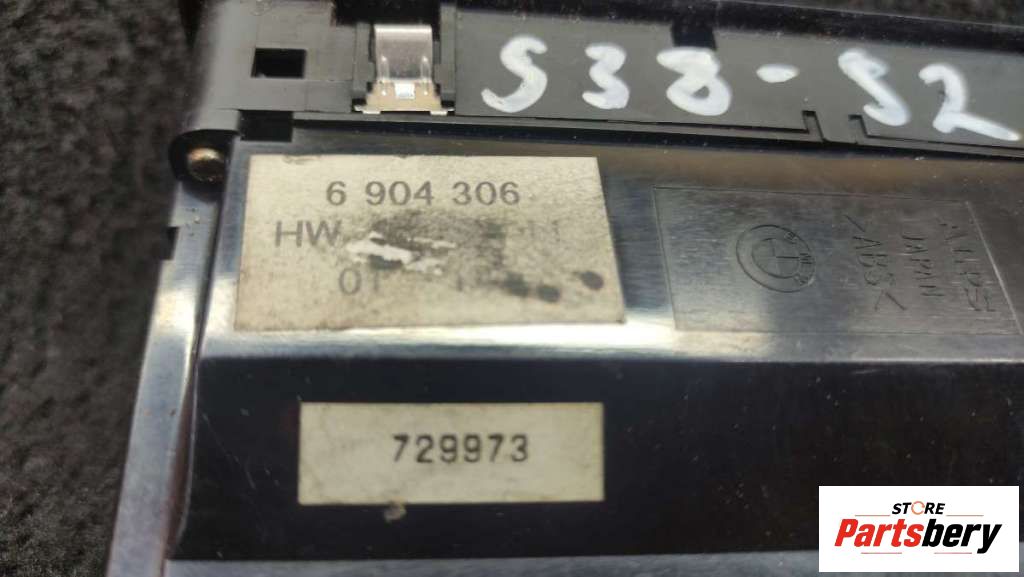 S38-S2
6 904 306
HW
01
ALPS
JAPAN
>ABS<
729973
STORE
Partsbery